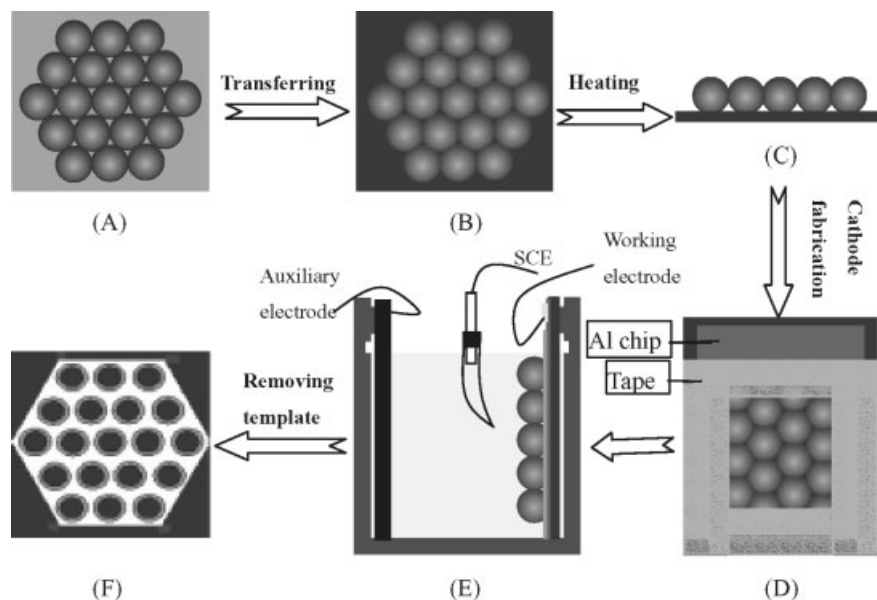 Transferring
Heating
(A)
(B)
(C)
Cathode
fabrication
Auxiliary
electrode
SCE
Working
electrode
Al chip
Tape
Removing
template
(F)
(E)
(D)